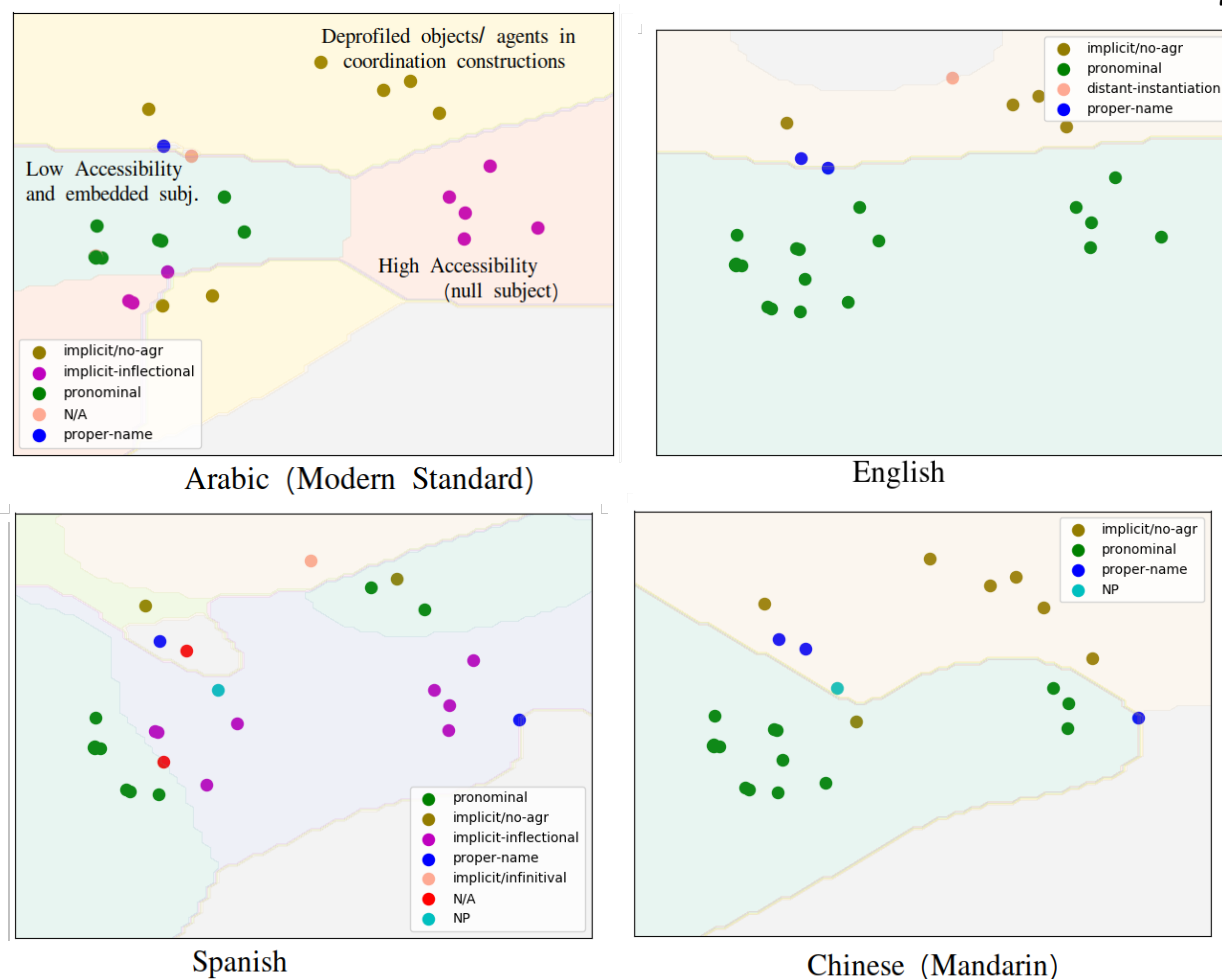 Deprofiled objects/ agents in
coordination constructions
Low Accessibility
and embedded subj.
High Accessibility
(null subject)
implicit/no-agr
implicit-inflectional
pronominal
N/A
proper-name
Arabic (Modern Standard)
implicit/no-agr
pronominal
distant-instantiation
proper-name
English
pronominal
implicit/no-agr
implicit-inflectional
proper-name
implicit/infinitival
N/A
NP
Spanish
implicit/no-agr
pronominal
proper-name
NP
Chinese (Mandarin)